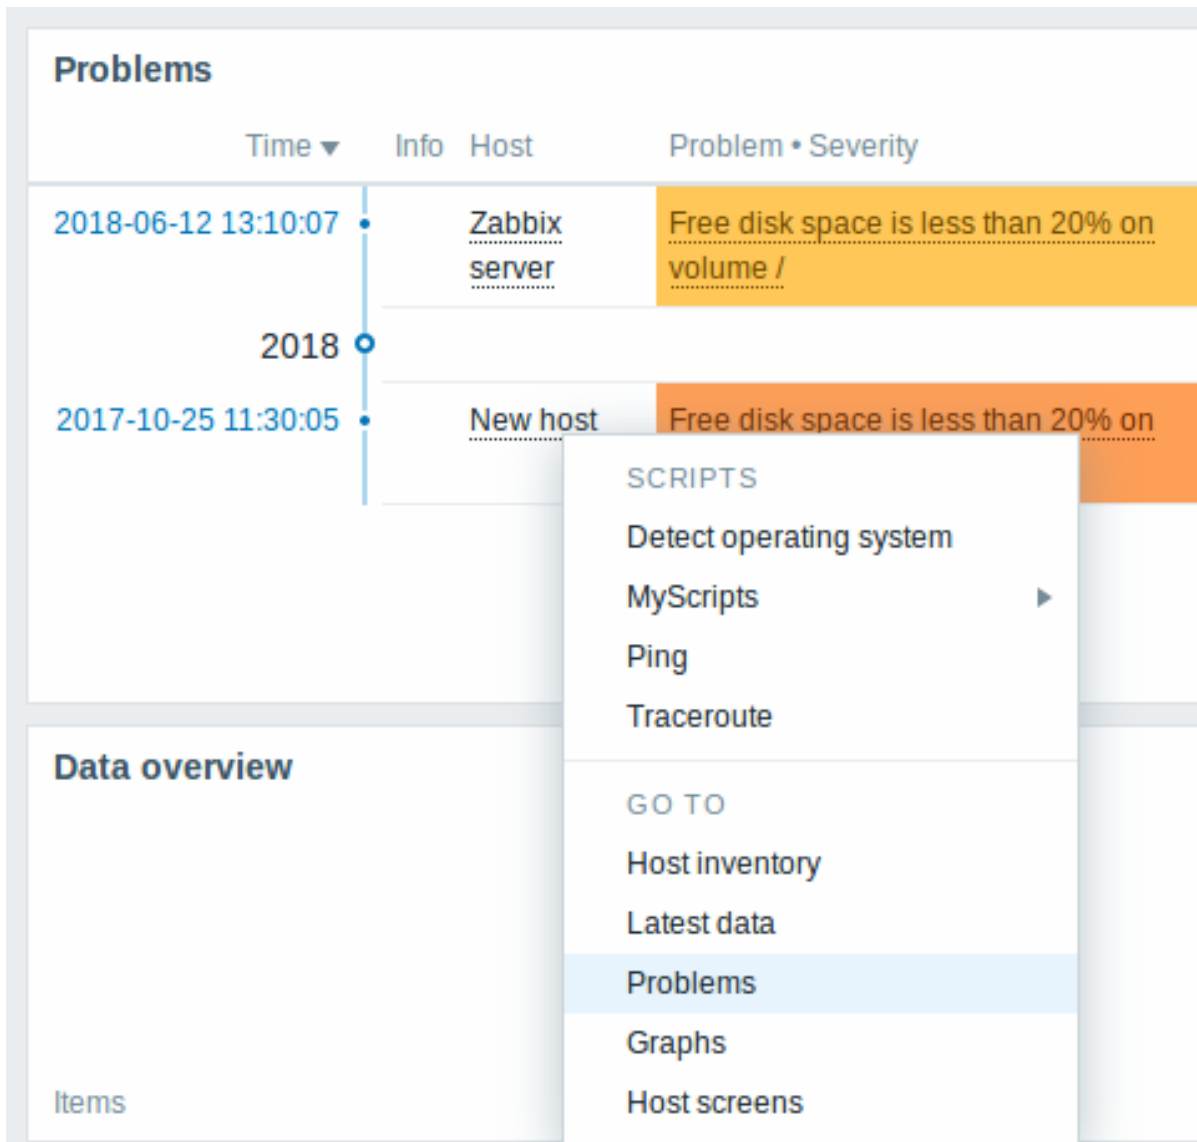 Problems
Time ▼ Info Host Problem • Severity
2018-06-12 13:10:07 Zabbix Free disk space is less than 20% on
server volume /
2018
2017-10-25 11:30:05 New host Free disk space is less than 20% on
SCRIPTS
Detect operating system
MyScripts
Ping
Traceroute
Data overview
GO TO
Host inventory
Latest data
Problems
Graphs
Items Host screens